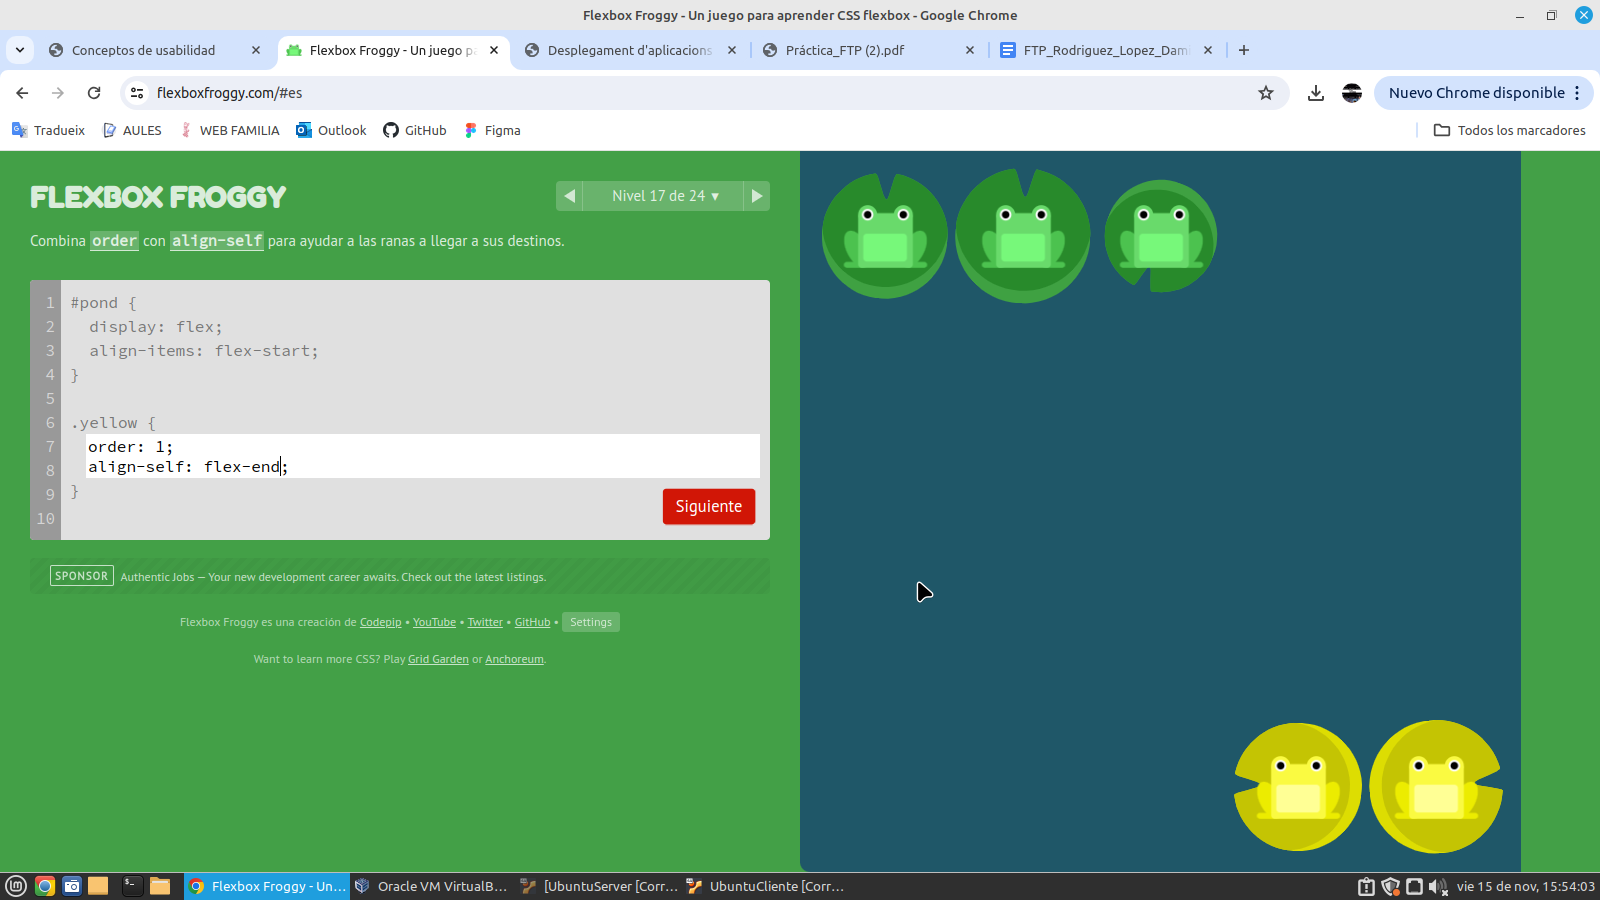 Flexbox Froggy - Un juego para aprender CSS flexbox - Google Chrome
Conceptos de usabilidad
Flexbox Froggy - Un juego pa
Desplegament d'aplicacions
Práctica_FTP (2).pdf
FTP_Rodriguez_Lopez_Dam
flexboxfroggy.com/#es
Nuevo Chrome disponible
Tradueix
AULES
WEB FAMILIA
Outlook
GitHub
Figma
Todos los marcadores
FLEXBOX FROGGY
Nivel 17 de 24 ▾
Combina order con align-self para ayudar a las ranas a llegar a sus destinos.
1 #pond {
2 display: flex;
3 align-items: flex-start;
4 }
5
6 .yellow {
7 order: 1;
8 align-self: flex-end;
9 }
10
Siguiente
SPONSOR Authentic Jobs — Your new development career awaits. Check out the latest listings.
Flexbox Froggy es una creación de Codepip • YouTube • Twitter • GitHub • Settings
Want to learn more CSS? Play Grid Garden or Anchoreum.
Flexbox Froggy - Un...
Oracle VM VirtualB...
[UbuntuServer [Corr...
UbuntuCliente [Corr...
vie 15 de nov, 15:54:03